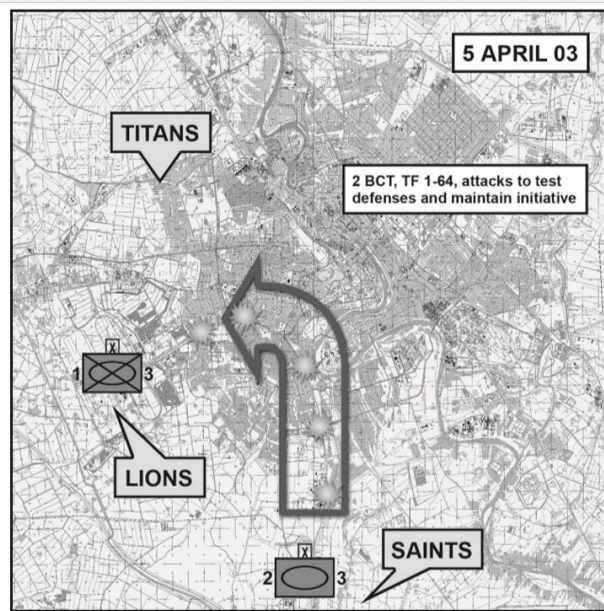 5 APRIL 03
TITANS
2 BCT, TF 1-64, attacks to test
defenses and maintain initiative
X
1 3
LIONS
SAINTS
X
2 3